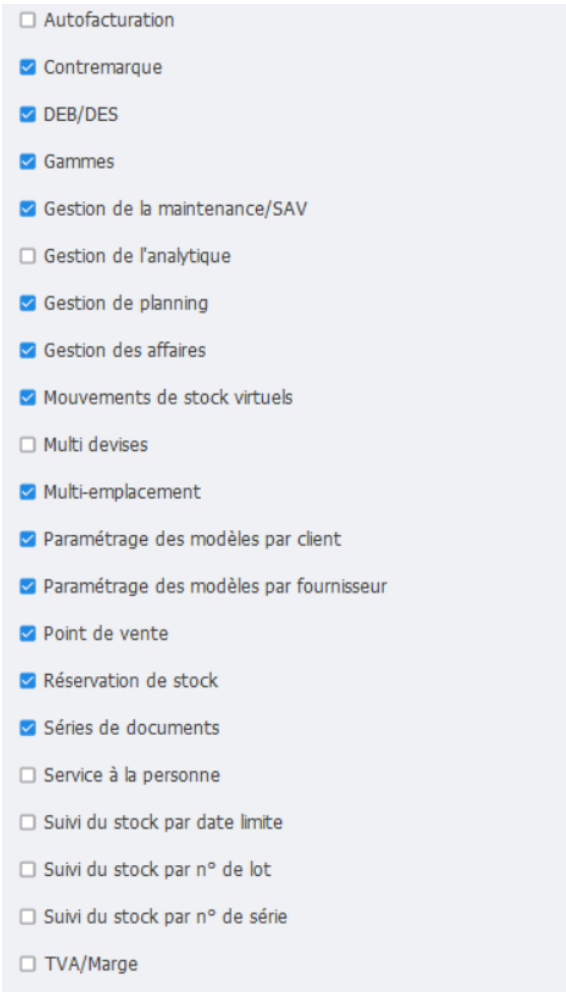 Autofacturation
Contremarque
DEB/DES
Gammes
Gestion de la maintenance/SAV
Gestion de l'analytique
Gestion de planning
Gestion des affaires
Mouvements de stock virtuels
Multi devises
Multi-emplacement
Paramétrage des modèles par client
Paramétrage des modèles par fournisseur
Point de vente
Réservation de stock
Séries de documents
Service à la personne
Suivi du stock par date limite
Suivi du stock par n° de lot
Suivi du stock par n° de série
TVA/Marge